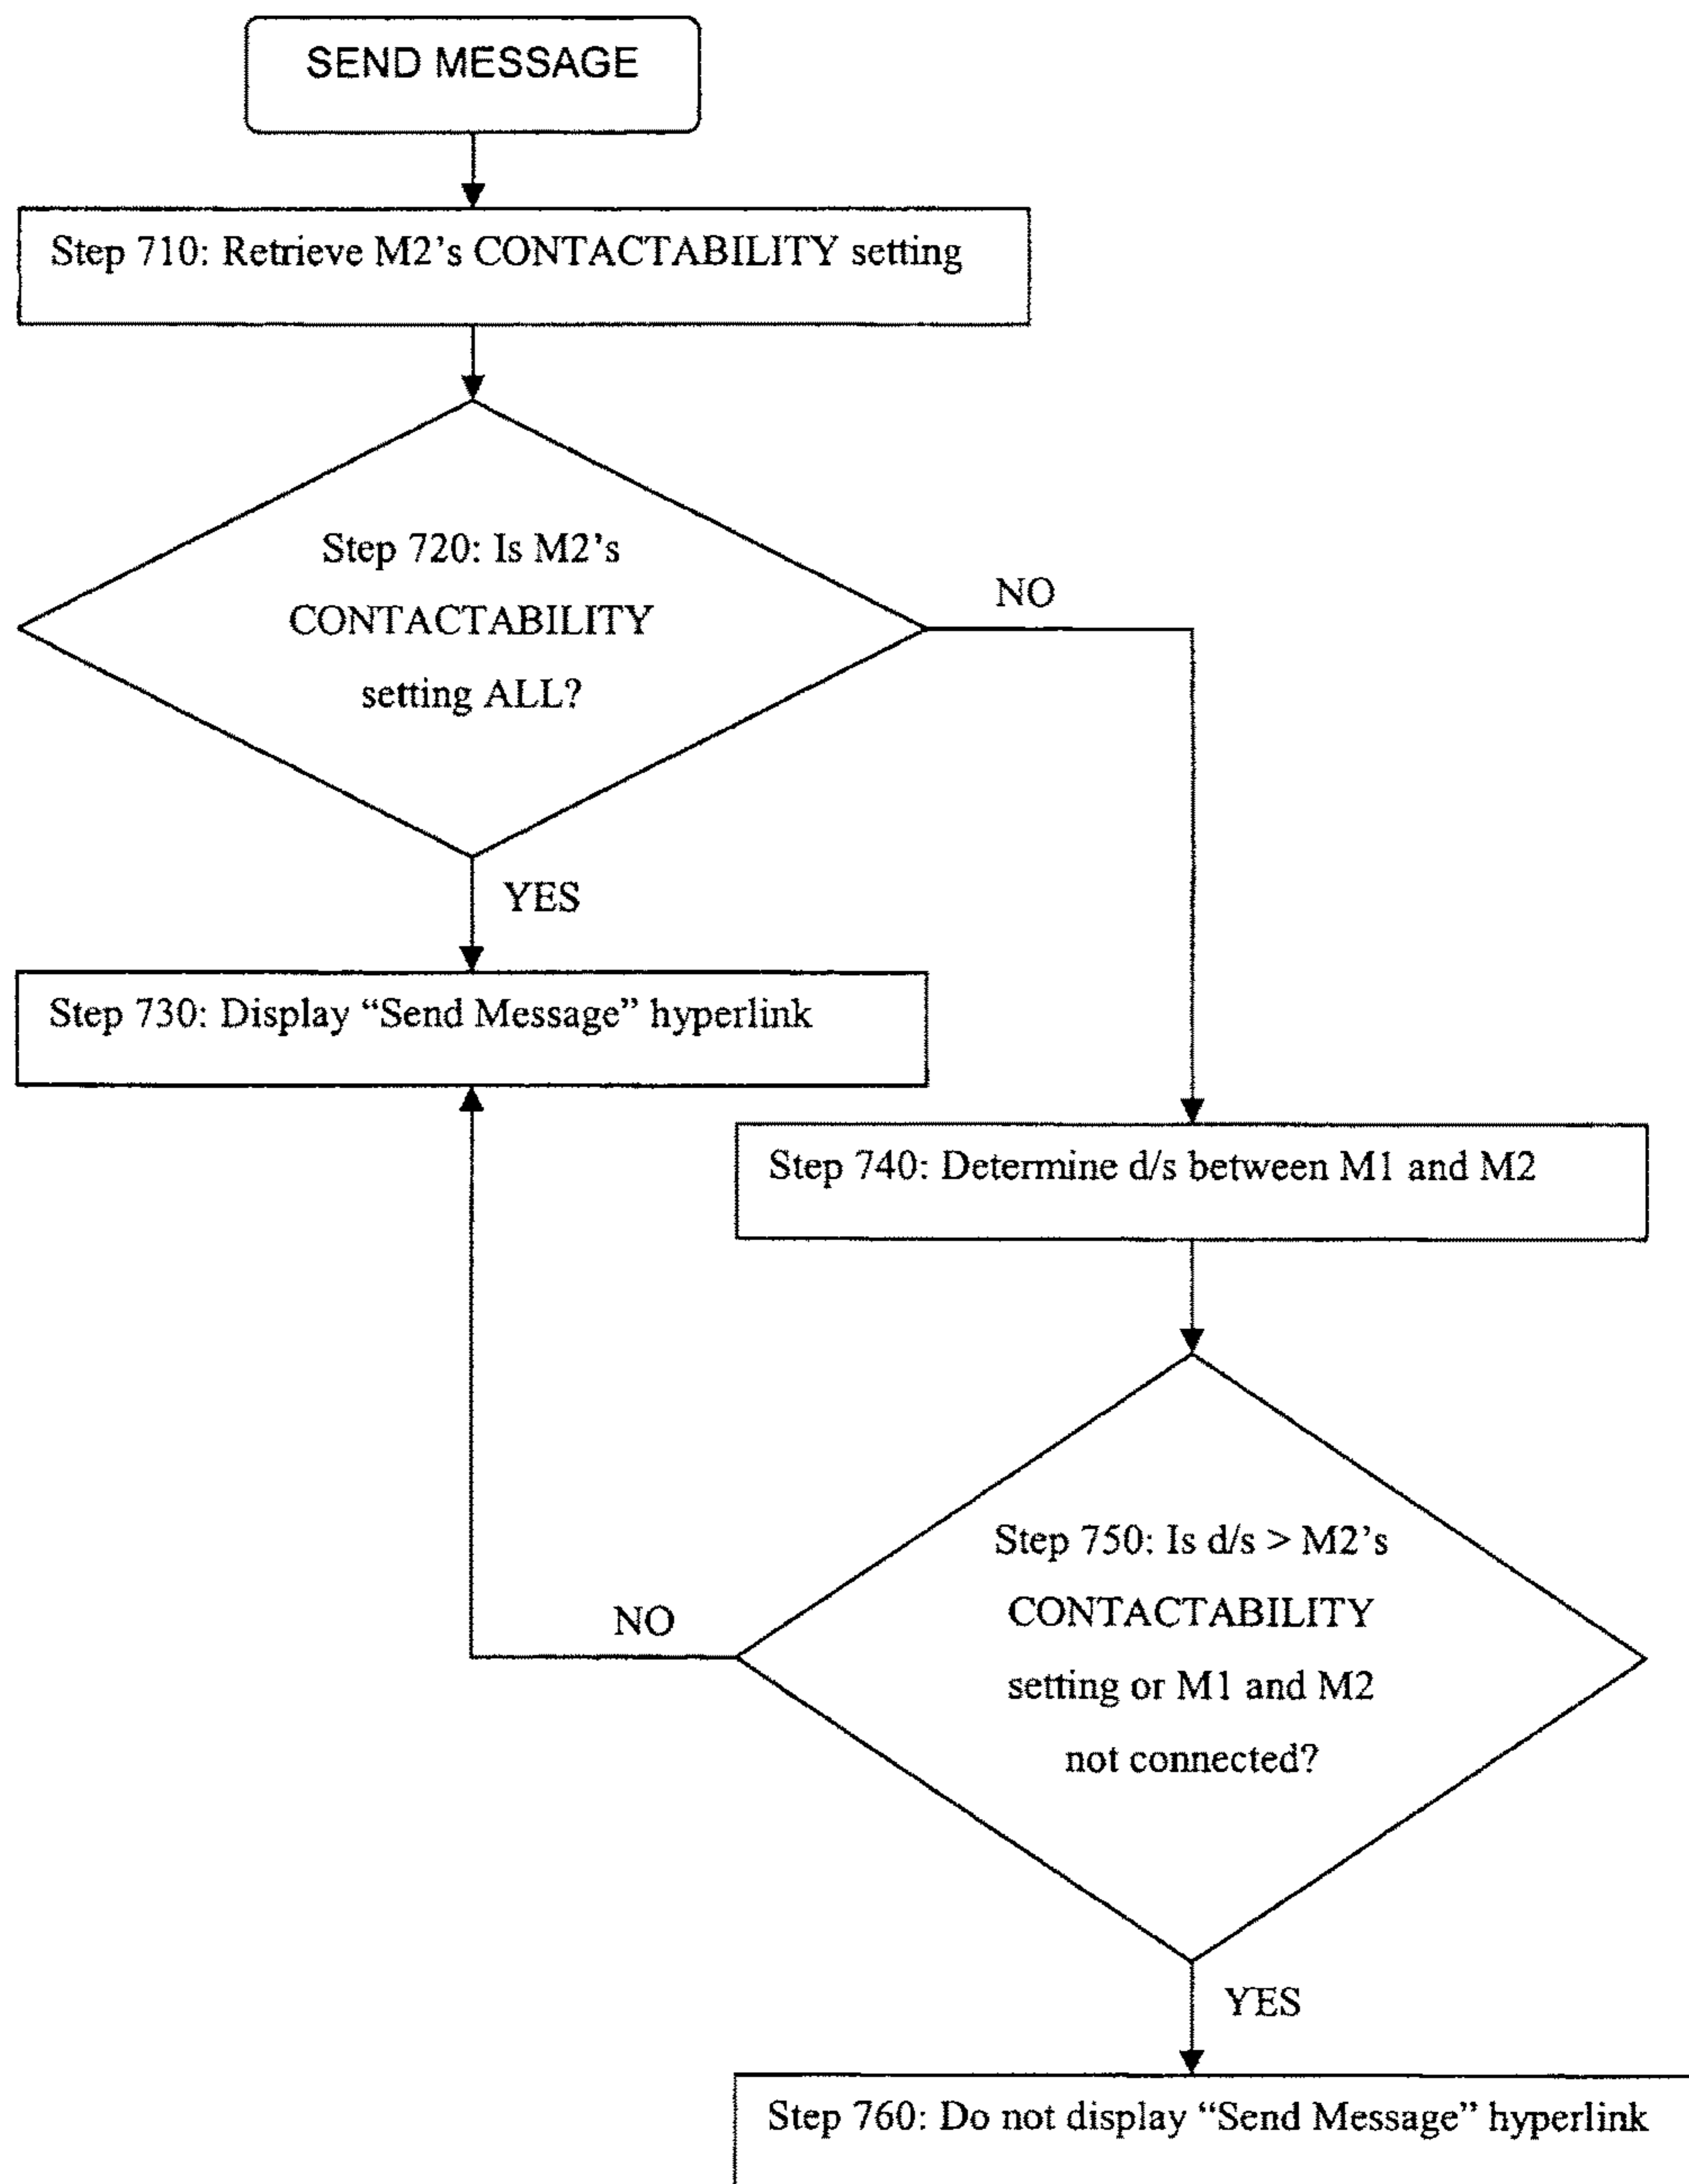 SEND MESSAGE
Step 710: Retrieve M2’s CONTACTABILITY setting
Step 720: Is M2’s
CONTACTABILITY
setting ALL?
NO
YES
Step 730: Display “Send Message” hyperlink
Step 740: Determine d/s between M1 and M2
Step 750: Is d/s > M2’s
CONTACTABILITY
setting or M1 and M2
not connected?
NO
YES
Step 760: Do not display “Send Message” hyperlink